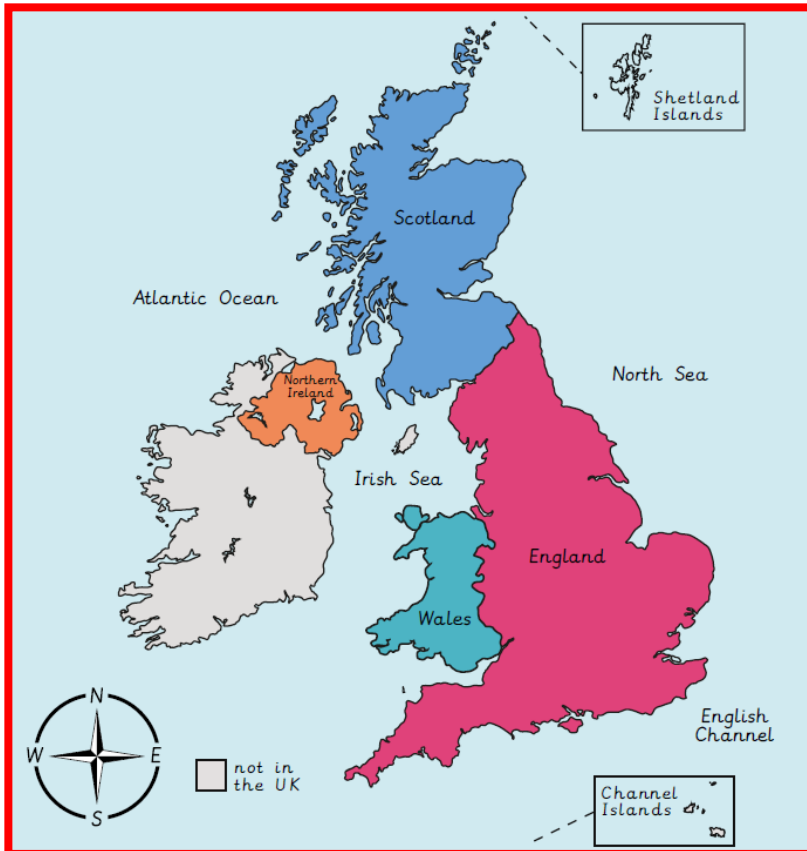 Shetland
Islands
Scotland
Atlantic Ocean
Northern
Ireland
North Sea
Irish Sea
England
Wales
English
Channel
N
W E
S
not in
the UK
Channel
Islands